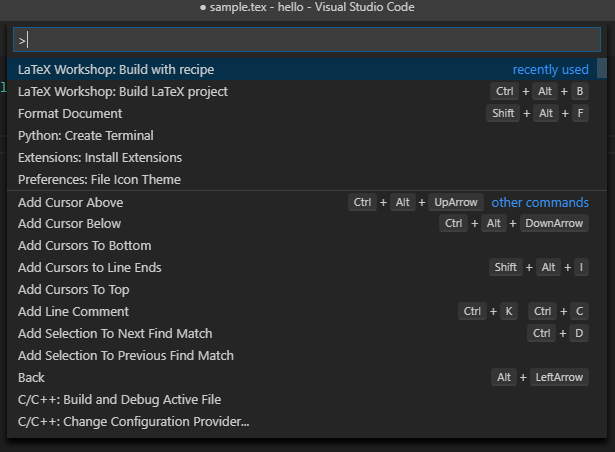 ● sample.tex - hello - Visual Studio Code
>
LaTeX Workshop: Build with recipe recently used
l
LaTeX Workshop: Build LaTeX project Ctrl + Alt + B
Format Document Shift + Alt + F
Python: Create Terminal
Extensions: Install Extensions
Preferences: File Icon Theme
Add Cursor Above Ctrl + Alt + UpArrow other commands
Add Cursor Below Ctrl + Alt + DownArrow
Add Cursors To Bottom
Add Cursors to Line Ends Shift + Alt + I
Add Cursors To Top
Add Line Comment Ctrl + K Ctrl + C
Add Selection To Next Find Match Ctrl + D
Add Selection To Previous Find Match
Back Alt + LeftArrow
C/C++: Build and Debug Active File
C/C++: Change Configuration Provider...